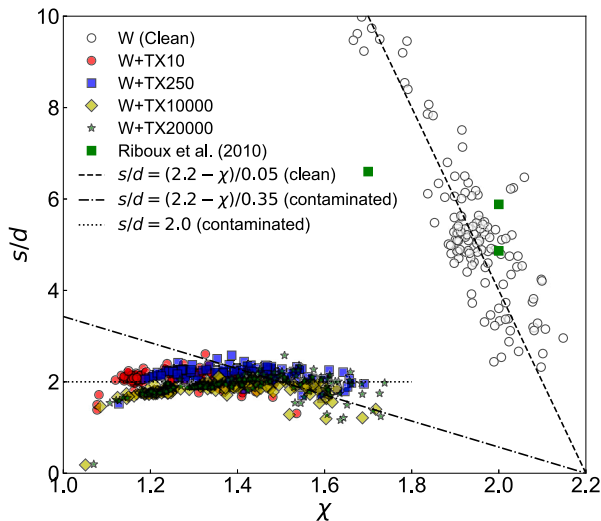 10
8
6
4
2
0
s/d
W (Clean)
W+TX10
W+TX250
W+TX10000
W+TX20000
Riboux et al. (2010)
s/d = (2.2 − χ)/0.05 (clean)
s/d = (2.2 − χ)/0.35 (contaminated)
s/d = 2.0 (contaminated)
1.0 1.2 1.4 1.6 1.8 2.0 2.2
χ